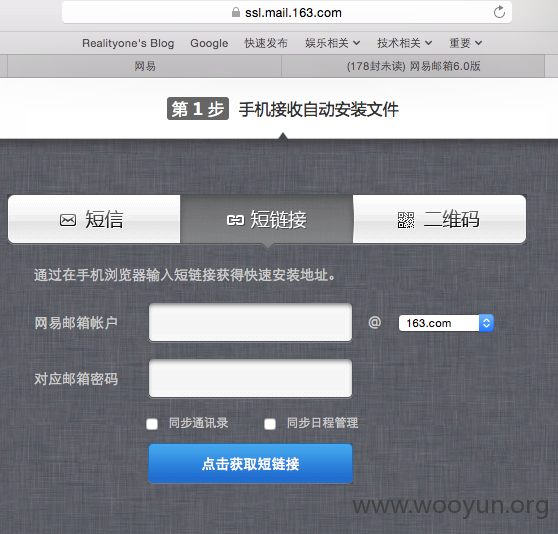 ssl.mail.163.com
Realityone's Blog Google 快速发布 娱乐相关 技术相关 重要
网易 (178封未读) 网易邮箱6.0版
第 1 步 手机接收自动安装文件
短信 短链接 二维码
通过在手机浏览器输入短链接获得快速安装地址。
网易邮箱帐户 @ 163.com
对应邮箱密码
同步通讯录 同步日程管理
点击获取短链接
www.wooyun.org